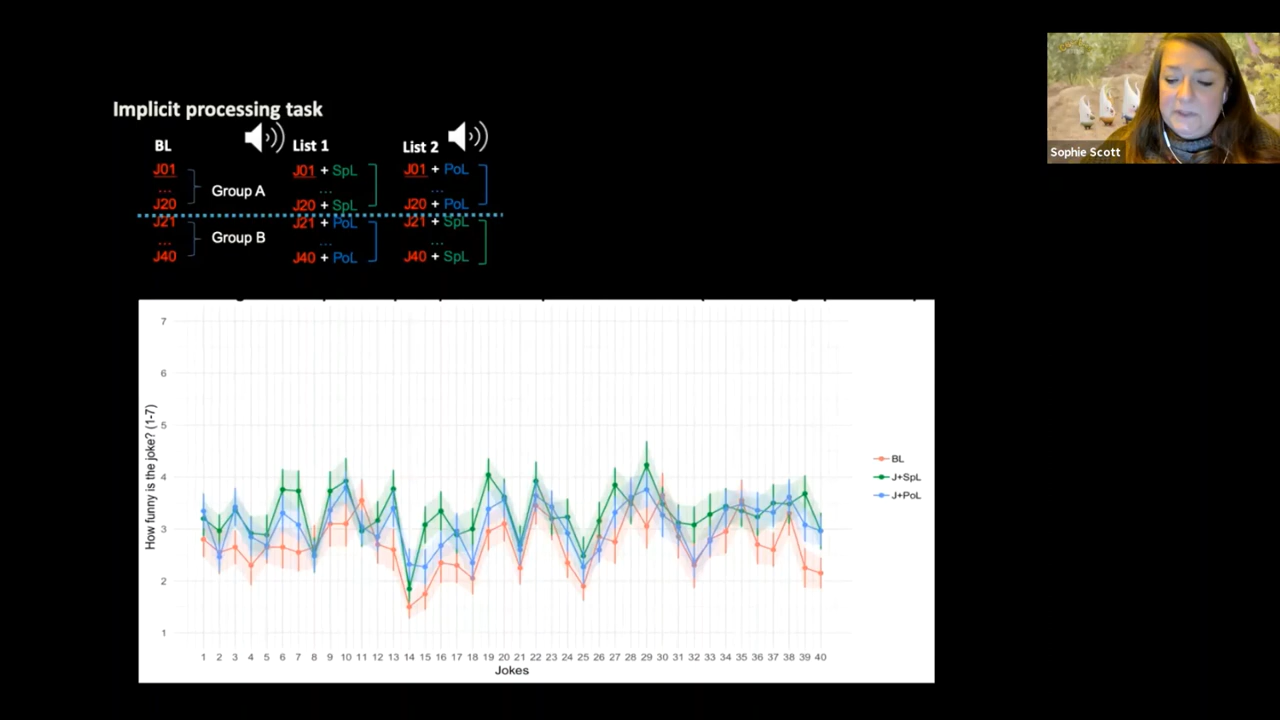 Implicit processing task
BL List 1 List 2
J01 J01 + SpL J01 + PoL
... Group A ... ...
J20 J20 + SpL J20 + PoL
J21 J21 + PoL J21 + SpL
... Group B ... ...
J40 J40 + PoL J40 + SpL
Sophie Scott
How funny is the joke? (1-7)
7
6
5
4
3
2
1
BL
J+SpL
J+PoL
1 2 3 4 5 6 7 8 9 10 11 12 13 14 15 16 17 18 19 20 21 22 23 24 25 26 27 28 29 30 31 32 33 34 35 36 37 38 39 40
Jokes